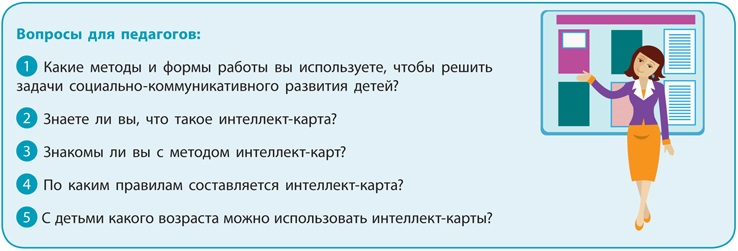 Вопросы для педагогов:
1 Какие методы и формы работы вы используете, чтобы решить
задачи социально-коммуникативного развития детей?
2 Знаете ли вы, что такое интеллект-карта?
3 Знакомы ли вы с методом интеллект-карт?
4 По каким правилам составляется интеллект-карта?
5 С детьми какого возраста можно использовать интеллект-карты?